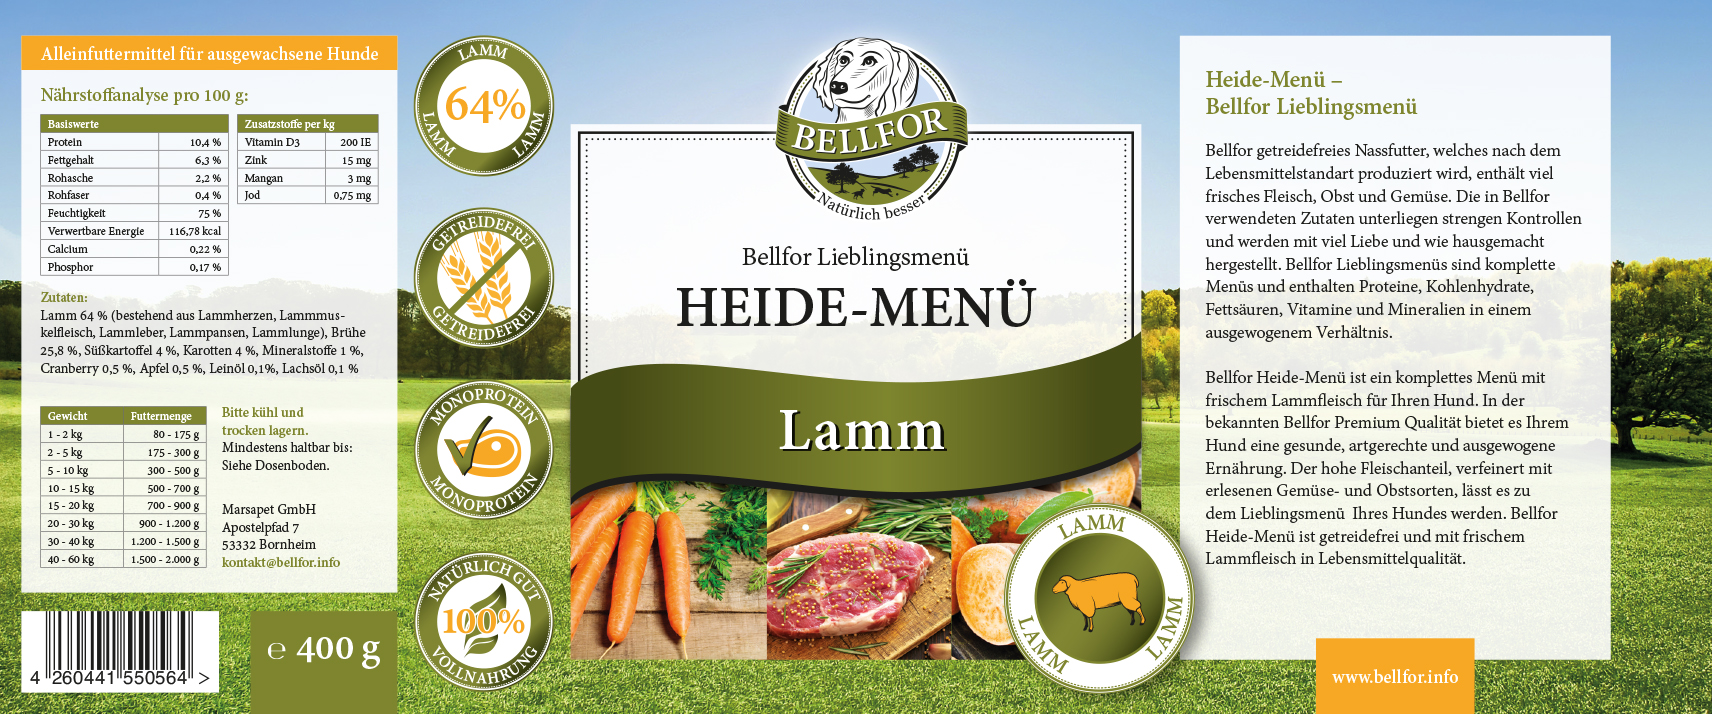 Alleinfuttermittel für ausgewachsene Hunde
Nährstoffanalyse pro 100 g:
Basiswerte
Protein 10,4 %
Fettgehalt 6,3 %
Rohasche 2,2 %
Rohfaser 0,4 %
Feuchtigkeit 75 %
Verwertbare Energie 116,78 kcal
Calcium 0,22 %
Phosphor 0,17 %
Zusatzstoffe per kg
Vitamin D3 200 IE
Zink 15 mg
Mangan 3 mg
Jod 0,75 mg
Zutaten:
Lamm 64 % (bestehend aus Lammherzen, Lammmus-
kelfleisch, Lammleber, Lammpansen, Lammlunge), Brühe
25,8 %, Süßkartoffel 4 %, Karotten 4 %, Mineralstoffe 1 %,
Cranberry 0,5 %, Apfel 0,5 %, Leinöl 0,1%, Lachsöl 0,1 %
Gewicht Futtermenge
1 - 2 kg 80 - 175 g
2 - 5 kg 175 - 300 g
5 - 10 kg 300 - 500 g
10 - 15 kg 500 - 700 g
15 - 20 kg 700 - 900 g
20 - 30 kg 900 - 1.200 g
30 - 40 kg 1.200 - 1.500 g
40 - 60 kg 1.500 - 2.000 g
Bitte kühl und
trocken lagern.
Mindestens haltbar bis:
Siehe Dosenboden.
Marsapet GmbH
Apostelpfad 7
53332 Bornheim
kontakt@bellfor.info
4 260441 550564 >
℮ 400 g
LAMM
64%
LAMM
LAMM
GETREIDEFREI
GETREIDEFREI
MONOPROTEIN
MONOPROTEIN
NATÜRLICH GUT
100%
VOLLNAHRUNG
BELLFOR
Natürlich besser
Bellfor Lieblingsmenü
HEIDE-MENÜ
Lamm
LAMM
LAMM
LAMM
Heide-Menü –
Bellfor Lieblingsmenü
Bellfor getreidefreies Nassfutter, welches nach dem
Lebensmittelstandart produziert wird, enthält viel
frisches Fleisch, Obst und Gemüse. Die in Bellfor
verwendeten Zutaten unterliegen strengen Kontrollen
und werden mit viel Liebe und wie hausgemacht
hergestellt. Bellfor Lieblingsmenüs sind komplette
Menüs und enthalten Proteine, Kohlenhydrate,
Fettsäuren, Vitamine und Mineralien in einem
ausgewogenem Verhältnis.
Bellfor Heide-Menü ist ein komplettes Menü mit
frischem Lammfleisch für Ihren Hund. In der
bekannten Bellfor Premium Qualität bietet es Ihrem
Hund eine gesunde, artgerechte und ausgewogene
Ernährung. Der hohe Fleischanteil, verfeinert mit
erlesenen Gemüse- und Obstsorten, lässt es zu
dem Lieblingsmenü Ihres Hundes werden. Bellfor
Heide-Menü ist getreidefrei und mit frischem
Lammfleisch in Lebensmittelqualität.
www.bellfor.info